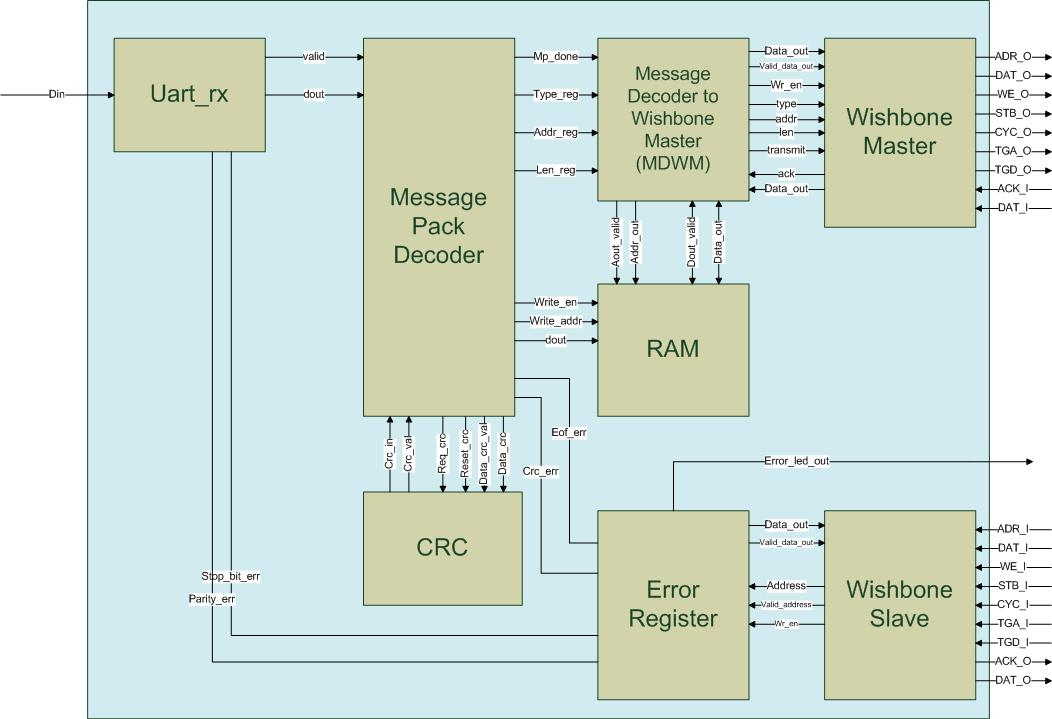 Din
Uart_rx
valid
dout
Message
Pack
Decoder
Mp_done
Type_reg
Addr_reg
Len_reg
Message
Decoder to
Wishbone
Master
(MDWM)
Data_out
Valid_data_out
Wr_en
type
addr
len
transmit
ack
Data_out
Wishbone
Master
ADR_O
DAT_O
WE_O
STB_O
CYC_O
TGA_O
TGD_O
ACK_I
DAT_I
Aout_valid
Addr_out
Dout_valid
Data_out
Write_en
Write_addr
dout
RAM
Crc_in
Crc_val
Req_crc
Reset_crc
Data_crc_val
Data_crc
Eof_err
Crc_err
CRC
Error_led_out
Stop_bit_err
Parity_err
Error
Register
Data_out
Valid_data_out
Address
Valid_address
Wr_en
Wishbone
Slave
ADR_I
DAT_I
WE_I
STB_I
CYC_I
TGA_I
TGD_I
ACK_O
DAT_O